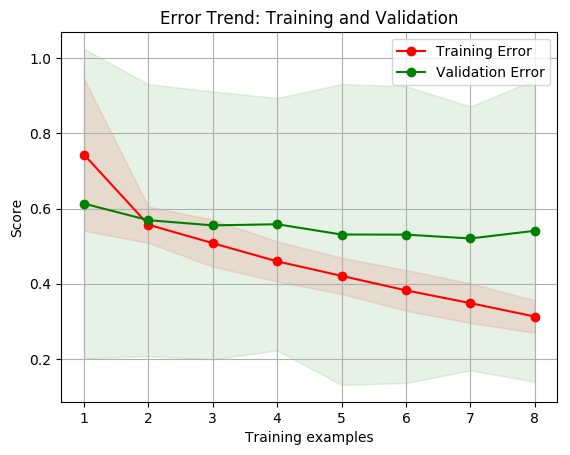 Error Trend: Training and Validation
Training Error
Validation Error
Score
1.0
0.8
0.6
0.4
0.2
1 2 3 4 5 6 7 8
Training examples